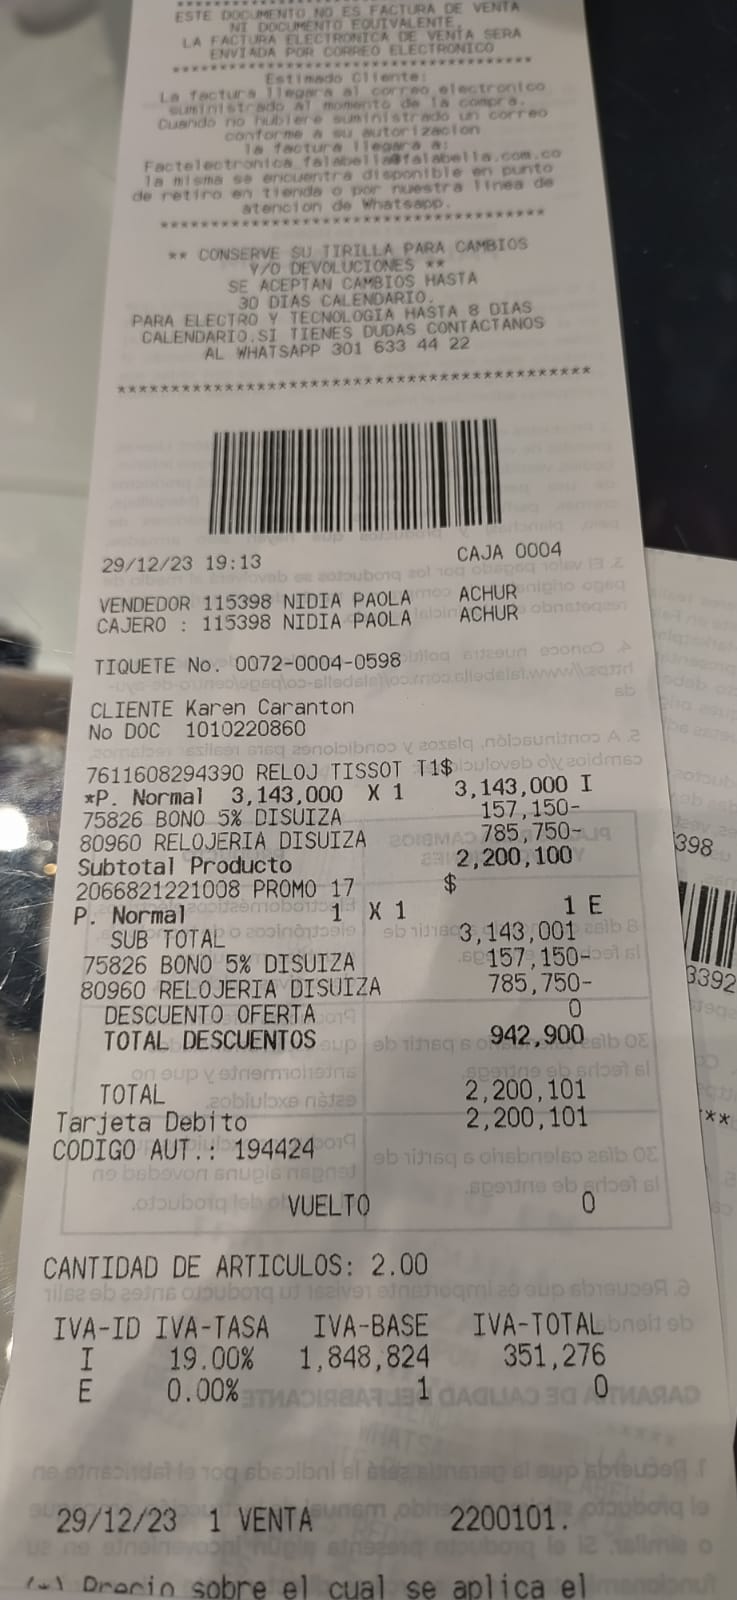 ****************************************
ESTE DOCUMENTO NO ES FACTURA DE VENTA
NI DOCUMENTO EQUIVALENTE,
LA FACTURA ELECTRONICA DE VENTA SERA
ENVIADA POR CORREO ELECTRONICO
****************************************
Estimado Cliente:
La factura llegara al correo electronico
suministrado al momento de la compra.
Cuando no hubiere suministrado un correo
conforme a su autorizacion
la factura llegara a:
Factelectronica_falabella@falabella.com.co
la misma se encuentra disponible en punto
de retiro en tienda o por nuestra linea de
atencion de Whatsapp.
****************************************
** CONSERVE SU TIRILLA PARA CAMBIOS
Y/O DEVOLUCIONES **
SE ACEPTAN CAMBIOS HASTA
30 DIAS CALENDARIO.
PARA ELECTRO Y TECNOLOGIA HASTA 8 DIAS
CALENDARIO.SI TIENES DUDAS CONTACTANOS
AL WHATSAPP 301 633 44 22
****************************************
29/12/23 19:13 CAJA 0004
VENDEDOR 115398 NIDIA PAOLA ACHUR
CAJERO : 115398 NIDIA PAOLA ACHUR
TIQUETE No. 0072-0004-0598
CLIENTE Karen Caranton
No DOC 1010220860
7611608294390 RELOJ TISSOT T1$
*P. Normal 3,143,000 X 1 3,143,000 I
75826 BONO 5% DISUIZA 157,150-
80960 RELOJERIA DISUIZA 785,750-
Subtotal Producto 2,200,100
2066821221008 PROMO 17 $
P. Normal 1 X 1 1 E
SUB TOTAL 3,143,001
75826 BONO 5% DISUIZA 157,150-
80960 RELOJERIA DISUIZA 785,750-
DESCUENTO OFERTA 0
TOTAL DESCUENTOS 942,900
TOTAL 2,200,101
Tarjeta Debito 2,200,101
CODIGO AUT.: 194424
VUELTO 0
CANTIDAD DE ARTICULOS: 2.00
IVA-ID IVA-TASA IVA-BASE IVA-TOTAL
I 19.00% 1,848,824 351,276
E 0.00% 1 0
29/12/23 1 VENTA 2200101.
(*) Precio sobre el cual se aplica el
398
3392
**